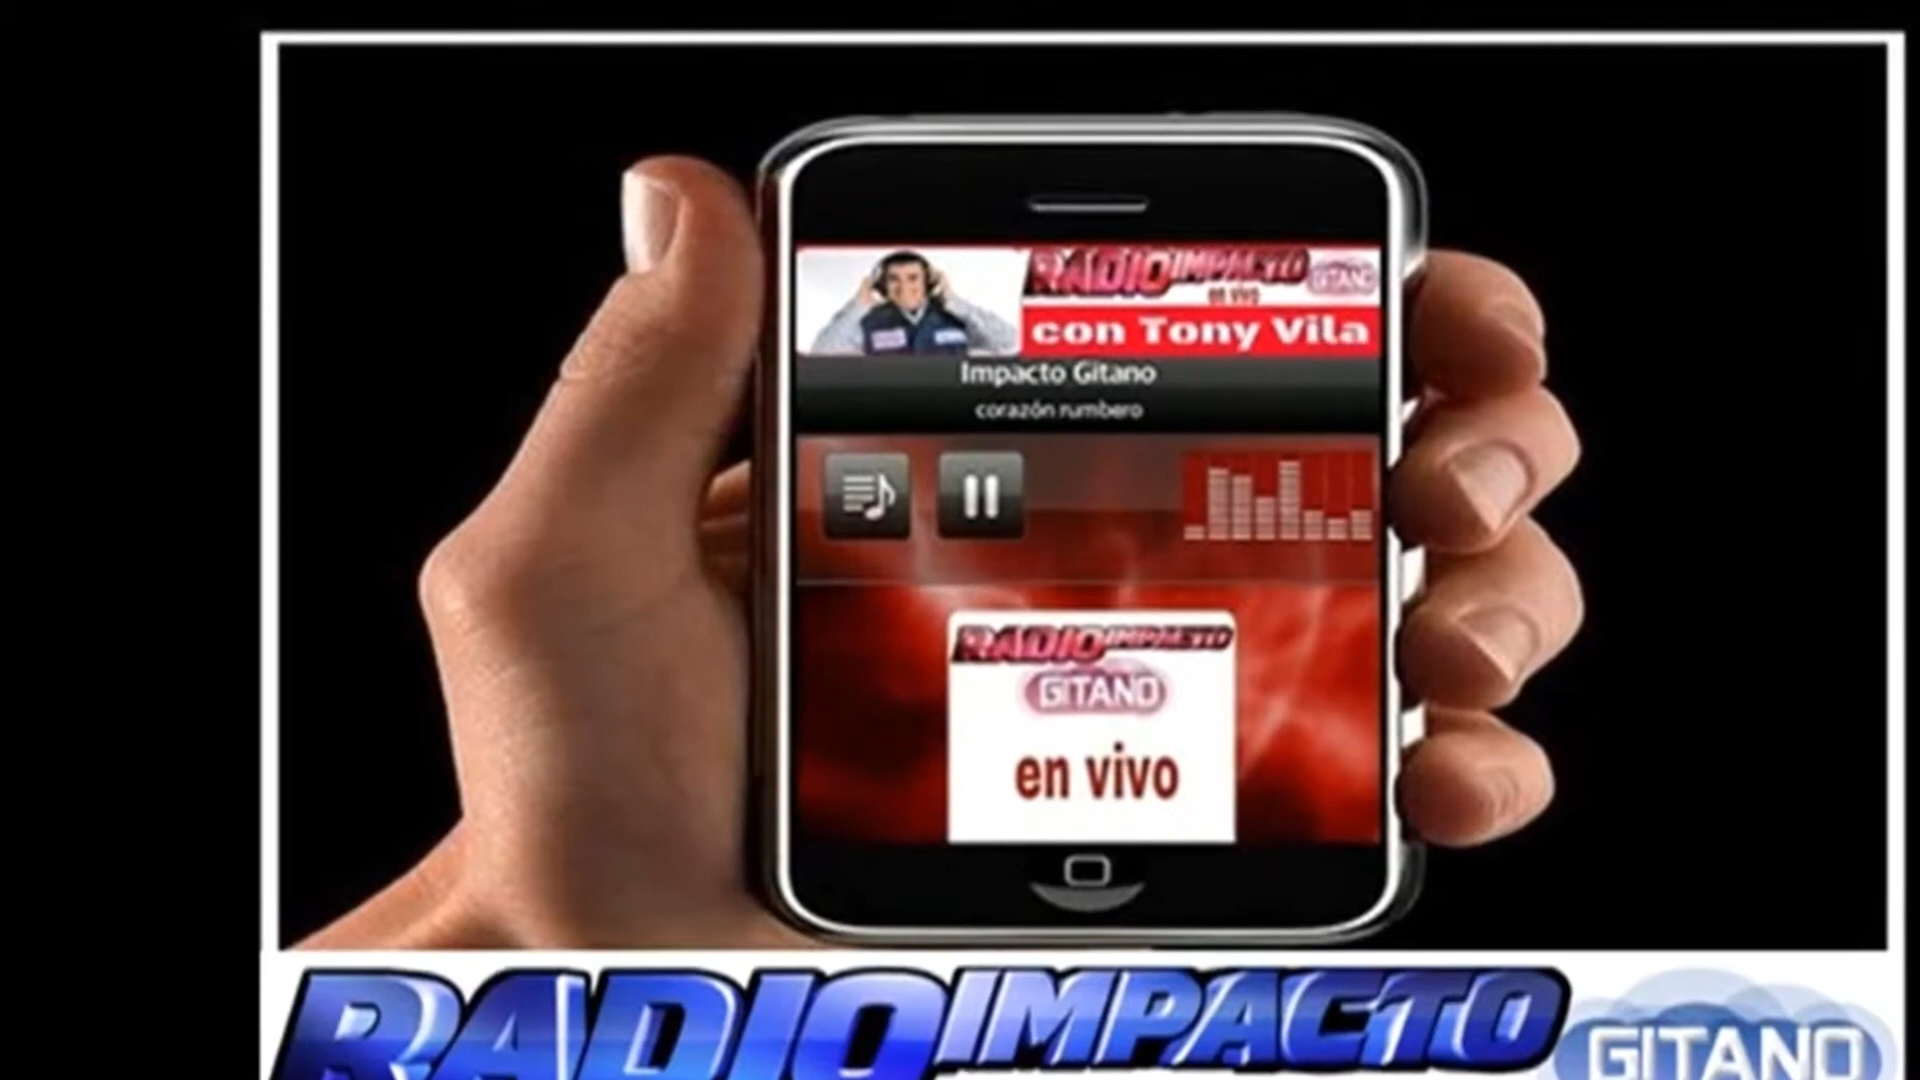 RADIO IMPACTO GITANO
en vivo
con Tony Vila
Impacto Gitano
corazón rumbero
RADIO IMPACTO
GITANO
en vivo
RADIO IMPACTO GITANO